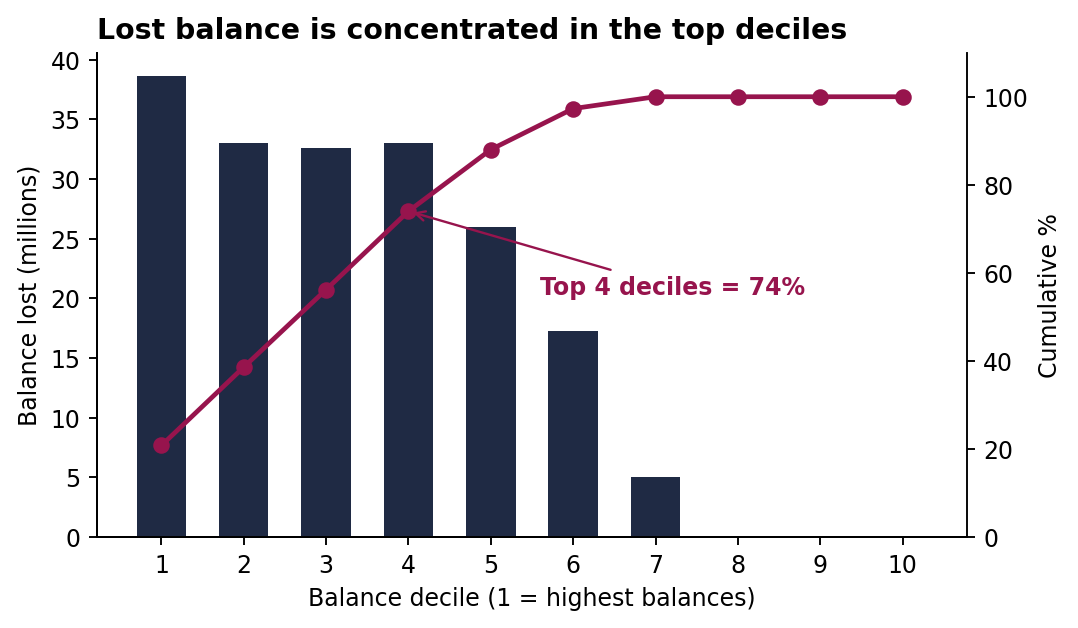 Lost balance is concentrated in the top deciles
40
35
30
25
20
15
10
5
0
Balance lost (millions)
100
80
60
40
20
0
Cumulative %
Top 4 deciles = 74%
1 2 3 4 5 6 7 8 9 10
Balance decile (1 = highest balances)